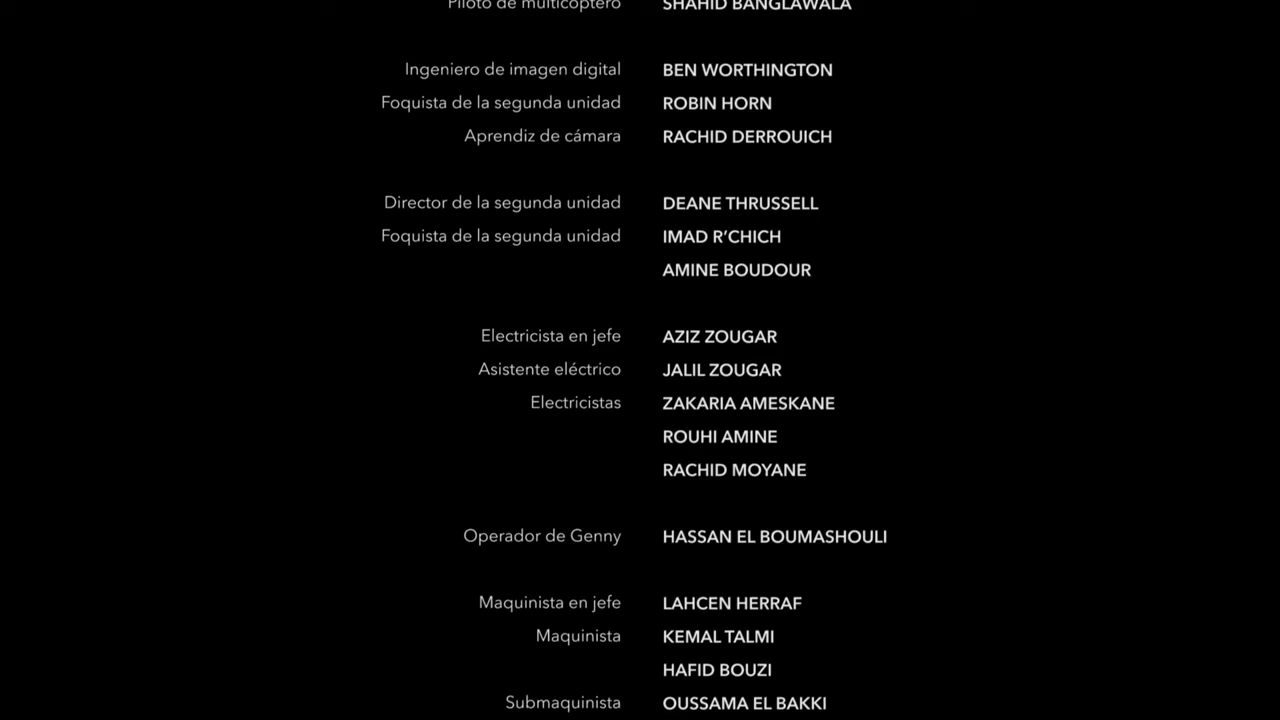 Piloto de multicóptero SHAHID BANGLAWALA
Ingeniero de imagen digital BEN WORTHINGTON
Foquista de la segunda unidad ROBIN HORN
Aprendiz de cámara RACHID DERROUICH
Director de la segunda unidad DEANE THRUSSELL
Foquista de la segunda unidad IMAD R’CHICH
AMINE BOUDOUR
Electricista en jefe AZIZ ZOUGAR
Asistente eléctrico JALIL ZOUGAR
Electricistas ZAKARIA AMESKANE
ROUHI AMINE
RACHID MOYANE
Operador de Genny HASSAN EL BOUMASHOULI
Maquinista en jefe LAHCEN HERRAF
Maquinista KEMAL TALMI
HAFID BOUZI
Submaquinista OUSSAMA EL BAKKI